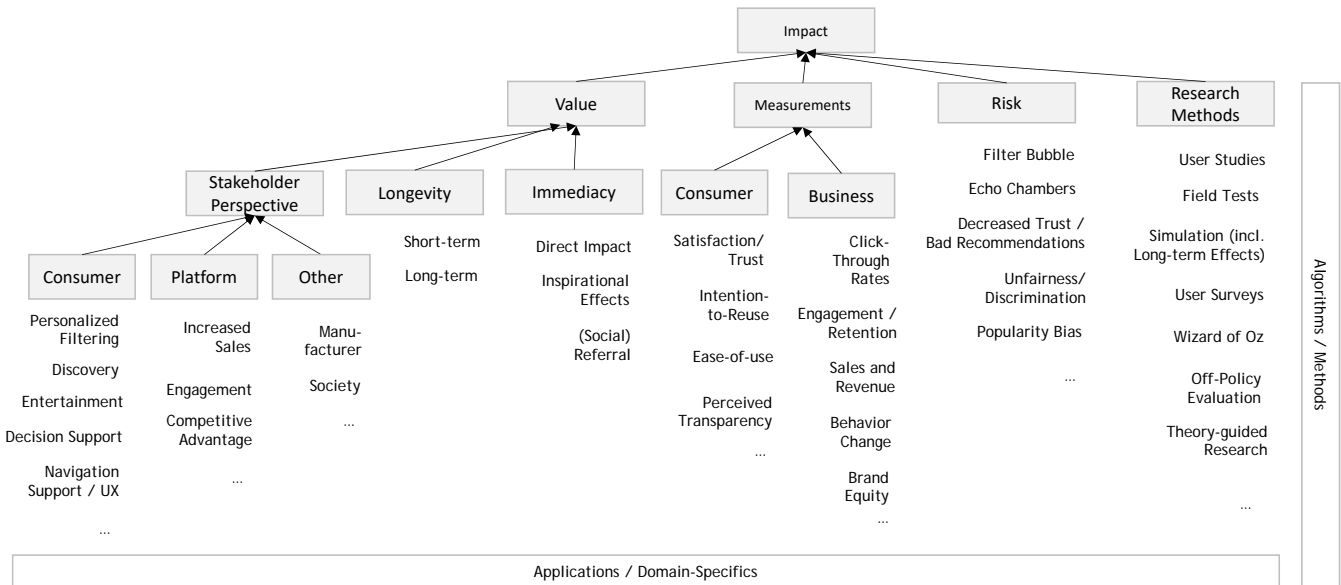 Impact
Value
Measurements
Risk
Research
Methods
Stakeholder
Perspective
Longevity
Immediacy
Consumer
Business
Consumer
Platform
Other
Personalized
Filtering
Discovery
Entertainment
Decision Support
Navigation
Support / UX
...
Increased
Sales
Engagement
Competitive
Advantage
...
Manu-
facturer
Society
...
Short-term
Long-term
Direct Impact
Inspirational
Effects
(Social)
Referral
Satisfaction/
Trust
Intention-
to-Reuse
Ease-of-use
Perceived
Transparency
...
Click-
Through
Rates
Engagement /
Retention
Sales and
Revenue
Behavior
Change
Brand
Equity
...
Filter Bubble
Echo Chambers
Decreased Trust /
Bad Recommendations
Unfairness/
Discrimination
Popularity Bias
...
User Studies
Field Tests
Simulation (incl.
Long-term Effects)
User Surveys
Wizard of Oz
Off-Policy
Evaluation
Theory-guided
Research
...
Algorithms / Methods
Applications / Domain-Specifics